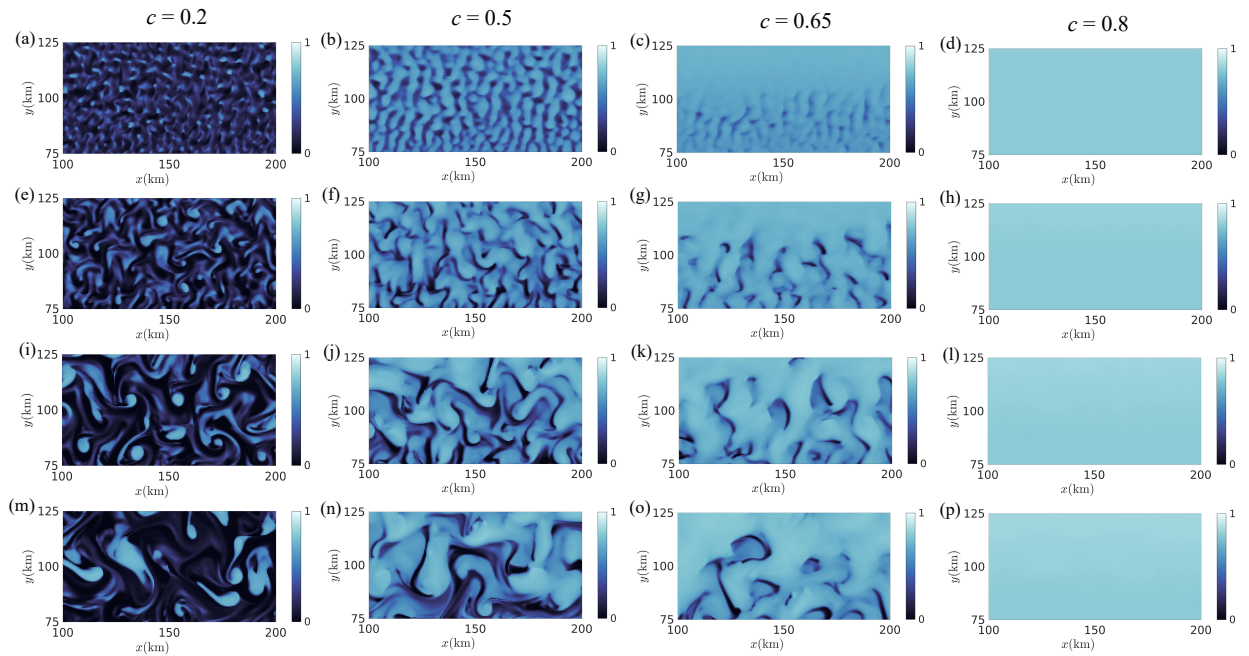 c = 0.2 c = 0.5 c = 0.65 c = 0.8
(a) 125 100 75 100 150 200 x(km) y(km) 1 0
(b) 125 100 75 100 150 200 x(km) y(km) 1 0
(c) 125 100 75 100 150 200 x(km) y(km) 1 0
(d) 125 100 75 100 150 200 x(km) y(km) 1 0
(e) 125 100 75 100 150 200 x(km) y(km) 1 0
(f) 125 100 75 100 150 200 x(km) y(km) 1 0
(g) 125 100 75 100 150 200 x(km) y(km) 1 0
(h) 125 100 75 100 150 200 x(km) y(km) 1 0
(i) 125 100 75 100 150 200 x(km) y(km) 1 0
(j) 125 100 75 100 150 200 x(km) y(km) 1 0
(k) 125 100 75 100 150 200 x(km) y(km) 1 0
(l) 125 100 75 100 150 200 x(km) y(km) 1 0
(m) 125 100 75 100 150 200 x(km) y(km) 1 0
(n) 125 100 75 100 150 200 x(km) y(km) 1 0
(o) 125 100 75 100 150 200 x(km) y(km) 1 0
(p) 125 100 75 100 150 200 x(km) y(km) 1 0